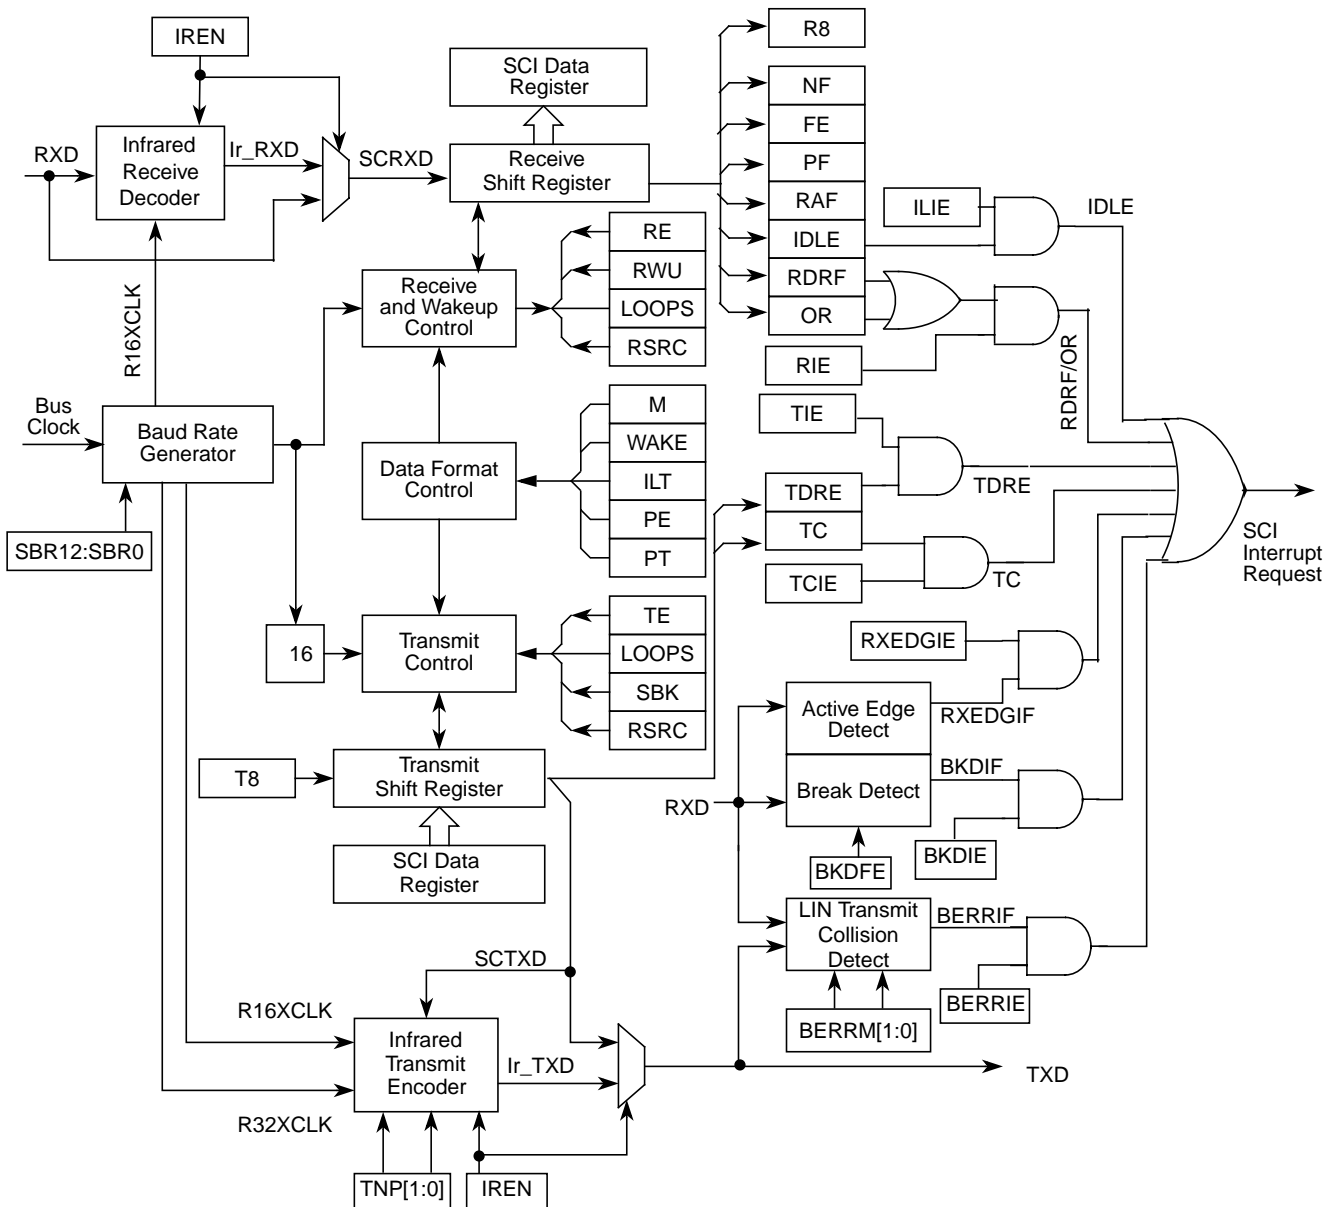 IREN
SCI Data
Register
R8
NF
FE
PF
RAF
IDLE
RDRF
OR
RXD
Infrared
Receive
Decoder
Ir_RXD
SCRXD
Receive
Shift Register
ILIE
IDLE
RE
RWU
LOOPS
RSRC
Receive
and Wakeup
Control
R16XCLK
RIE
RDRF/OR
Bus
Clock
Baud Rate
Generator
M
WAKE
ILT
PE
PT
Data Format
Control
TIE
TDRE
TC
TDRE
TCIE
TC
SBR12:SBR0
SCI
Interrupt
Request
16
Transmit
Control
TE
LOOPS
SBK
RSRC
RXEDGIE
Active Edge
Detect
RXEDGIF
T8
Transmit
Shift Register
RXD
Break Detect
BKDIF
BKDIE
BKDFE
SCI Data
Register
LIN Transmit
Collision
Detect
BERRIF
BERRIE
BERRM[1:0]
SCTXD
R16XCLK
Infrared
Transmit
Encoder
Ir_TXD
R32XCLK
TXD
TNP[1:0]
IREN